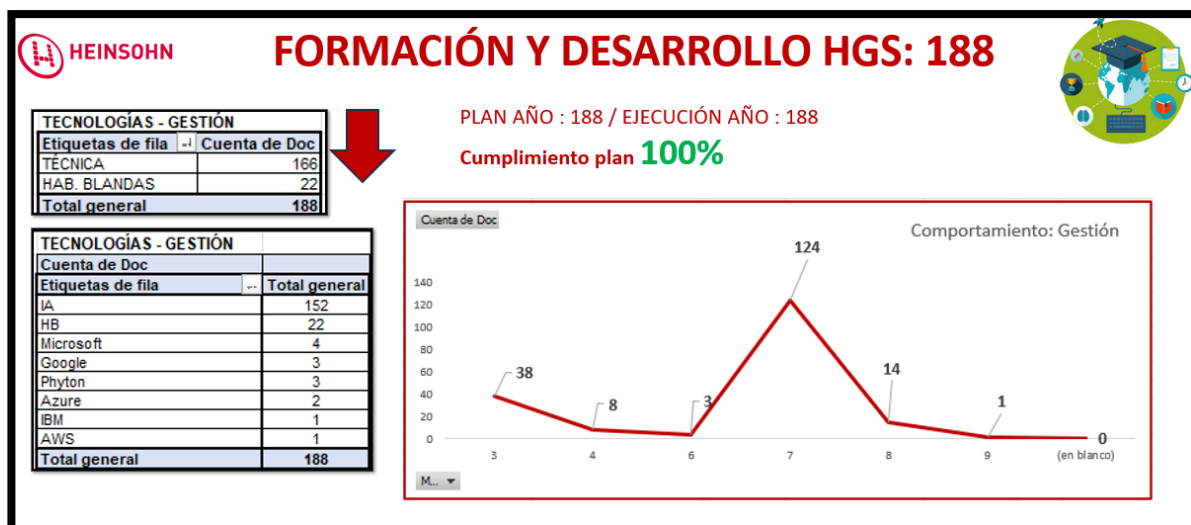 HEINSOHN
FORMACIÓN Y DESARROLLO HGS: 188
PLAN AÑO : 188 / EJECUCIÓN AÑO : 188
Cumplimiento plan 100%
TECNOLOGÍAS - GESTIÓN
Etiquetas de fila Cuenta de Doc
TÉCNICA 166
HAB. BLANDAS 22
Total general 188
TECNOLOGÍAS - GESTIÓN
Cuenta de Doc
Etiquetas de fila Total general
IA 152
HB 22
Microsoft 4
Google 3
Phyton 3
Azure 2
IBM 1
AWS 1
Total general 188
Cuenta de Doc
Comportamiento: Gestión
140
120
100
80
60
40
20
0
38
8
3
124
14
1
0
3 4 6 7 8 9 (en blanco)
M...